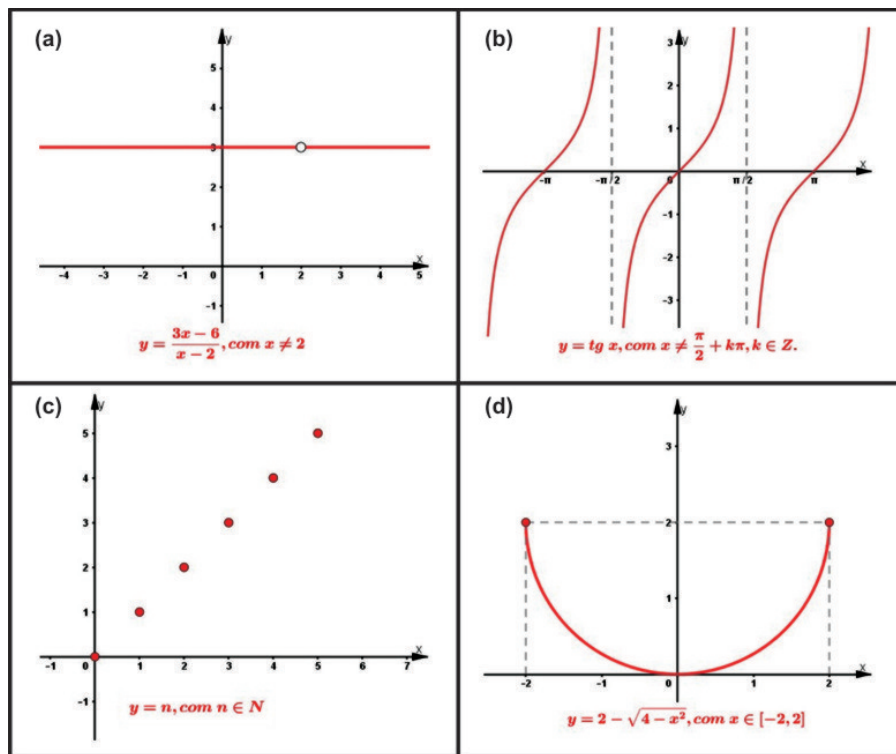 (a)
y
5
4
3
2
1
-4 -3 -2 -1 0 1 2 3 4 5
x
-1
y = \frac{3x - 6}{x - 2}, com x ≠ 2
(b)
y
3
2
1
x
-π -π/2 0 π/2 π
-1
-2
-3
y = tg x, com x ≠ \frac{π}{2} + kπ, k ∈ Z.
(c)
y
5
4
3
2
1
x
-1 0 1 2 3 4 5 6 7
-1
y = n, com n ∈ N
(d)
y
3
2
1
x
-2 -1 0 1 2
y = 2 − \sqrt{4 − x²}, com x ∈ [−2, 2]